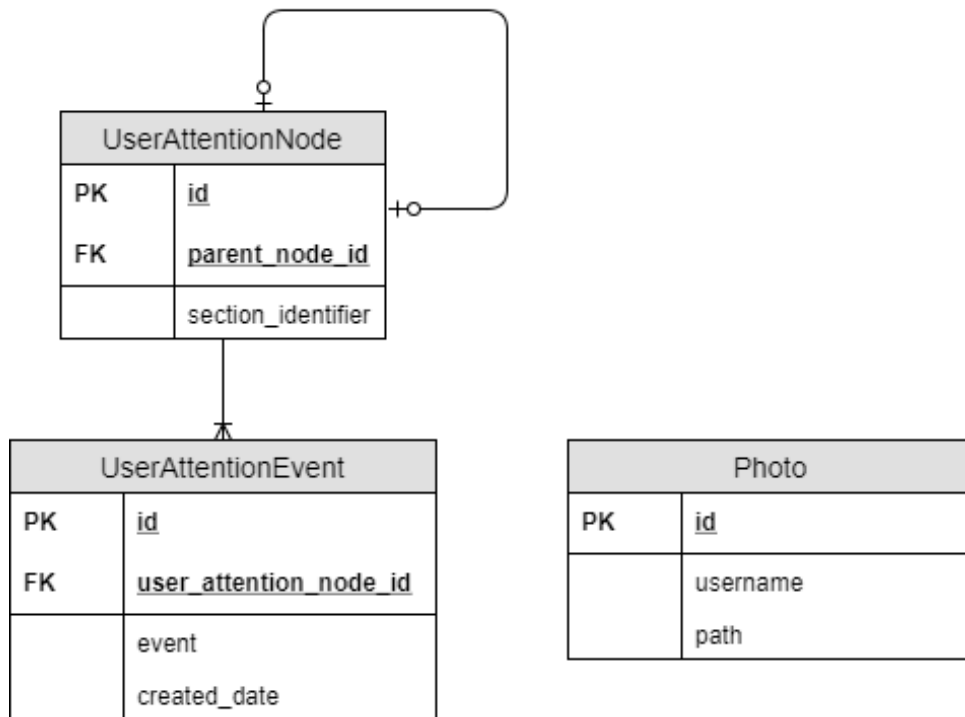 UserAttentionNode
PK id
FK parent_node_id
section_identifier
UserAttentionEvent
PK id
FK user_attention_node_id
event
created_date
Photo
PK id
username
path